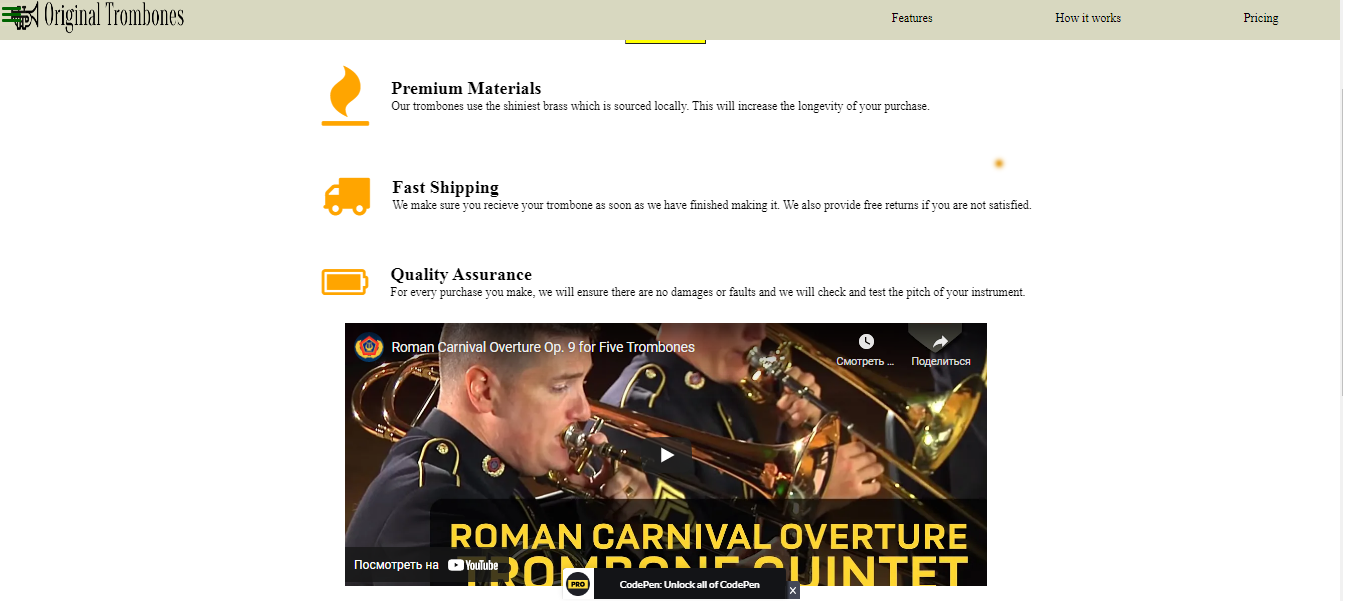 Original Trombones
Features
How it works
Pricing
Premium Materials
Our trombones use the shiniest brass which is sourced locally. This will increase the longevity of your purchase.
Fast Shipping
We make sure you recieve your trombone as soon as we have finished making it. We also provide free returns if you are not satisfied.
Quality Assurance
For every purchase you make, we will ensure there are no damages or faults and we will check and test the pitch of your instrument.
Roman Carnival Overture Op. 9 for Five Trombones
Смотреть ...
Поделиться
ROMAN CARNIVAL OVERTURE
TROMBONE QUINTET
Посмотреть на YouTube
PRO
CodePen: Unlock all of CodePen
X